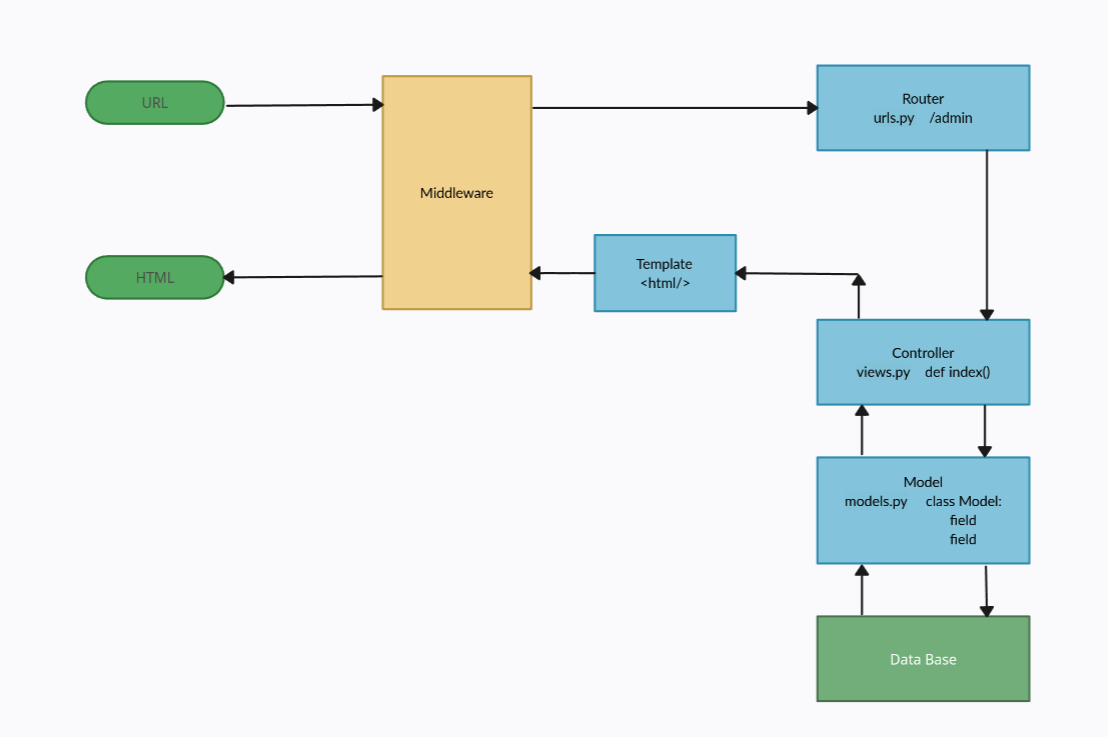 URL
Router
urls.py /admin
Middleware
HTML
Template
<html/>
Controller
views.py def index()
Model
models.py class Model:
field
field
Data Base